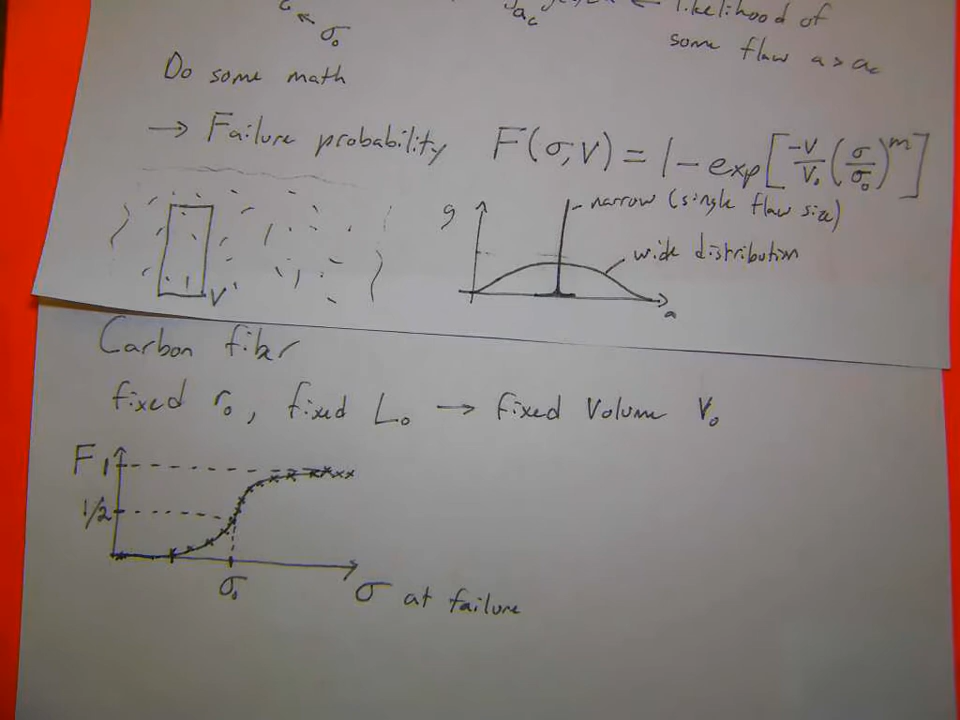 ← σ₀
a_c
← likelihood of
some flaw a > a_c
Do some math
→ Failure probability F(σ,V) = 1 - exp[-V/V₀ (σ/σ₀)^m]
g
narrow (single flaw size)
wide distribution
V
a
Carbon fiber
fixed r₀, fixed L₀ → fixed Volume V₀
F
1
1/2
σ₀
σ at failure